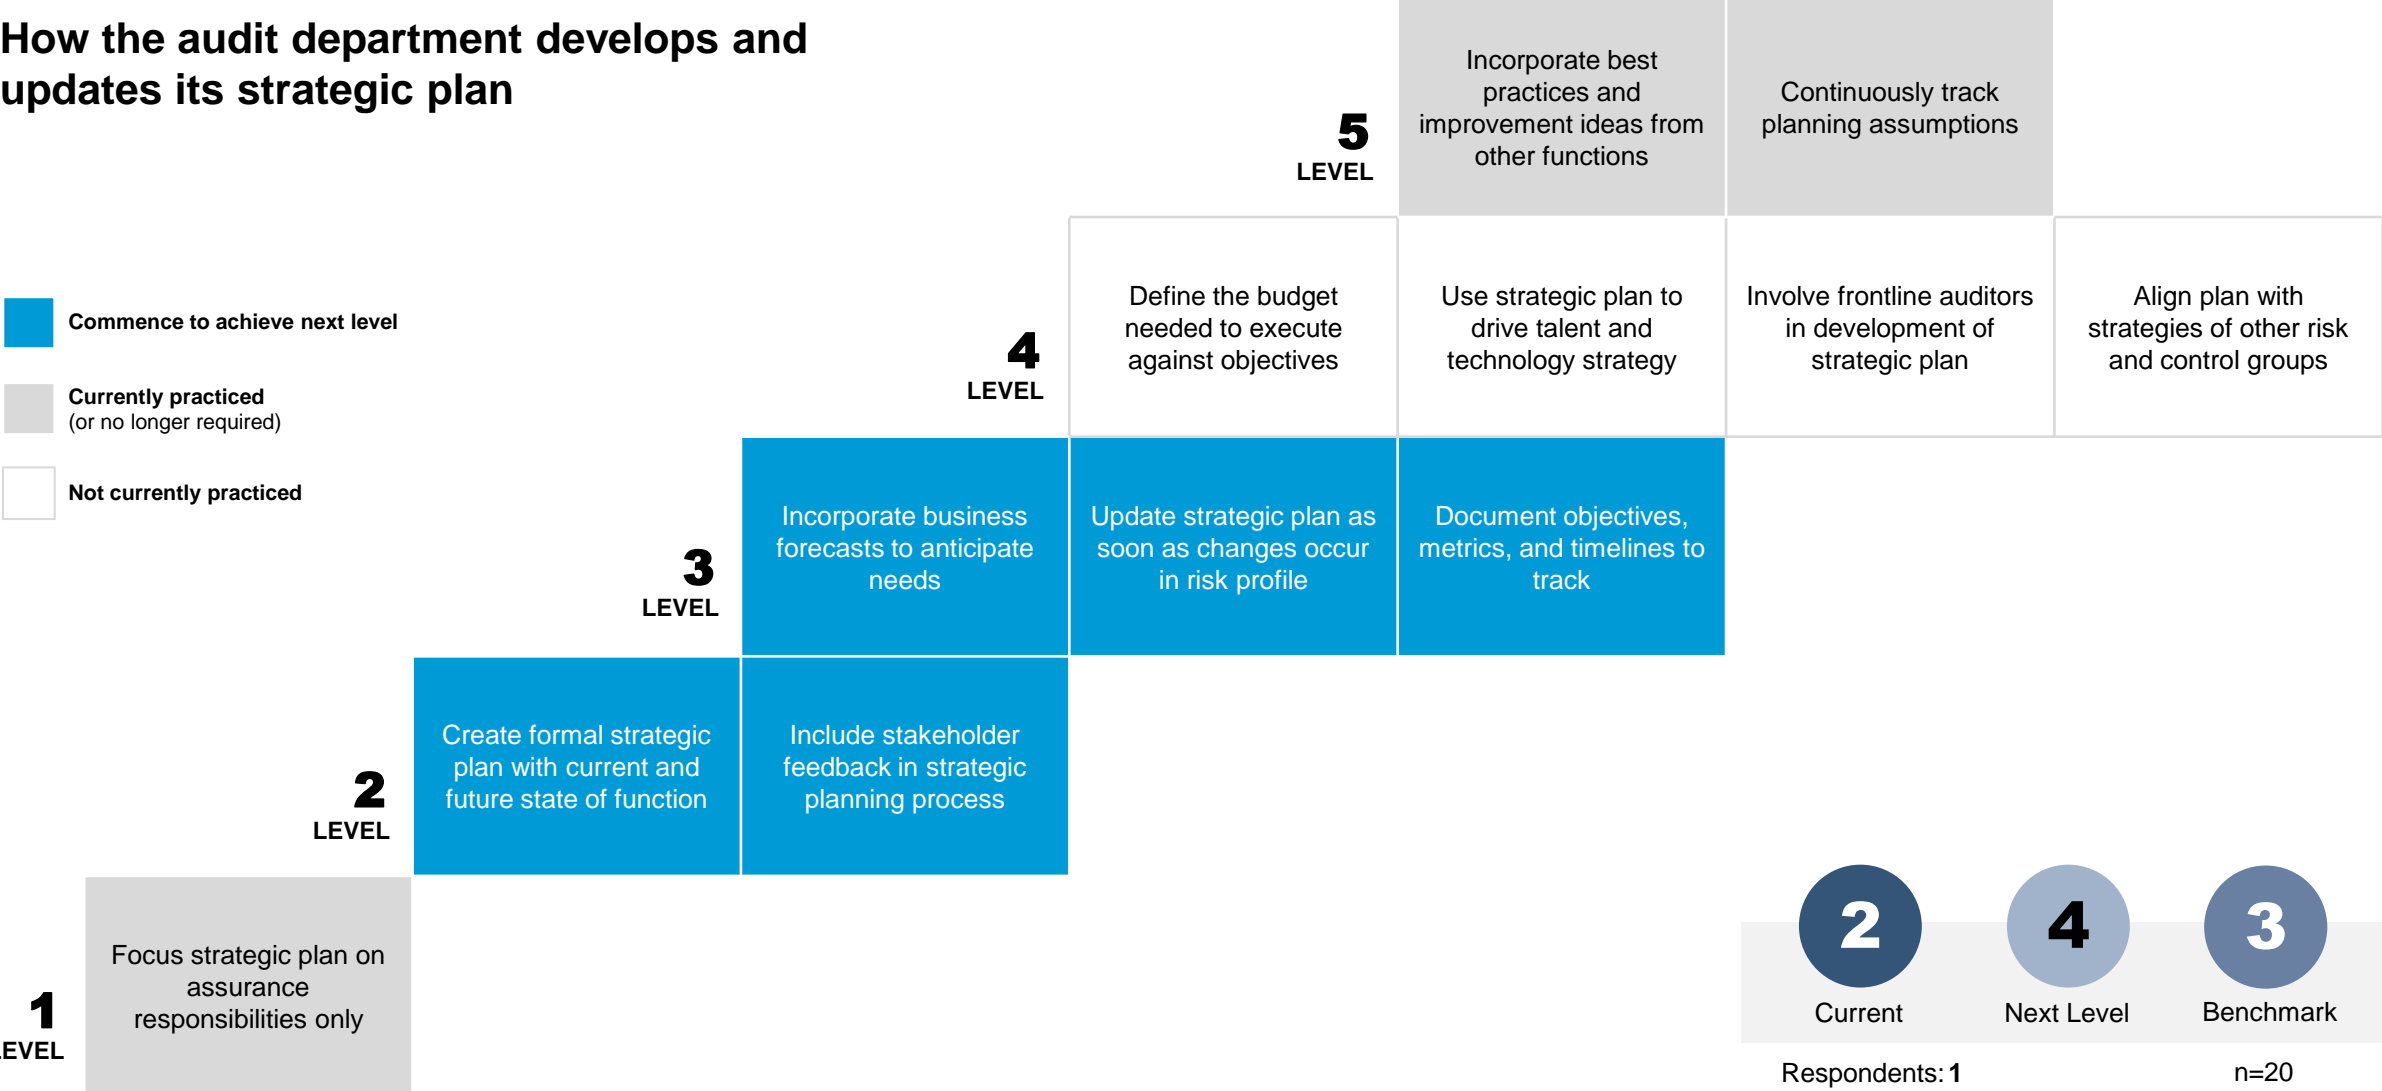 How the audit department develops and
updates its strategic plan
5
LEVEL
Incorporate best
practices and
improvement ideas from
other functions
Continuously track
planning assumptions
4
LEVEL
Define the budget
needed to execute
against objectives
Use strategic plan to
drive talent and
technology strategy
Involve frontline auditors
in development of
strategic plan
Align plan with
strategies of other risk
and control groups
Commence to achieve next level
Currently practiced
(or no longer required)
Not currently practiced
3
LEVEL
Incorporate business
forecasts to anticipate
needs
Update strategic plan as
soon as changes occur
in risk profile
Document objectives,
metrics, and timelines to
track
2
LEVEL
Create formal strategic
plan with current and
future state of function
Include stakeholder
feedback in strategic
planning process
1
LEVEL
Focus strategic plan on
assurance
responsibilities only
2
Current
4
Next Level
3
Benchmark
Respondents: 1
n=20